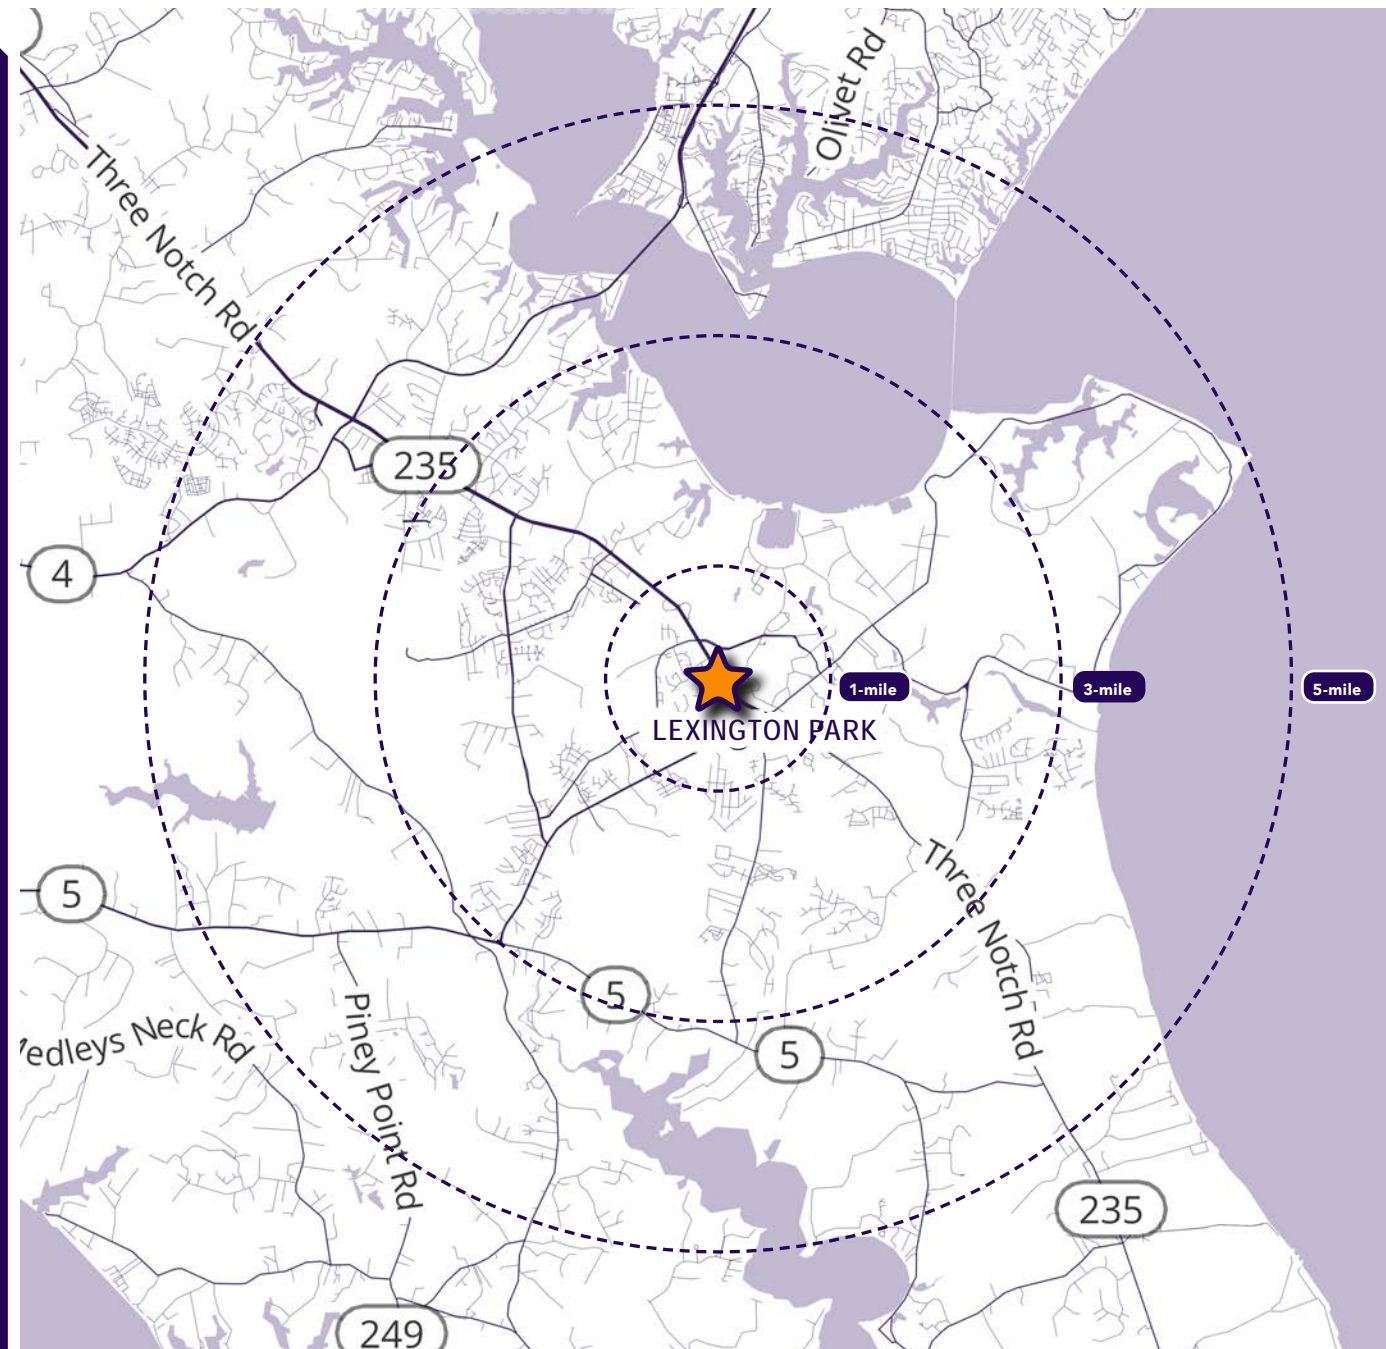 Olivet Rd
Three Notch Rd
235
4
1-mile
3-mile
5-mile
LEXINGTON PARK
Three Notch Rd
5
5
5
edleys Neck Rd
Piney Point Rd
235
249